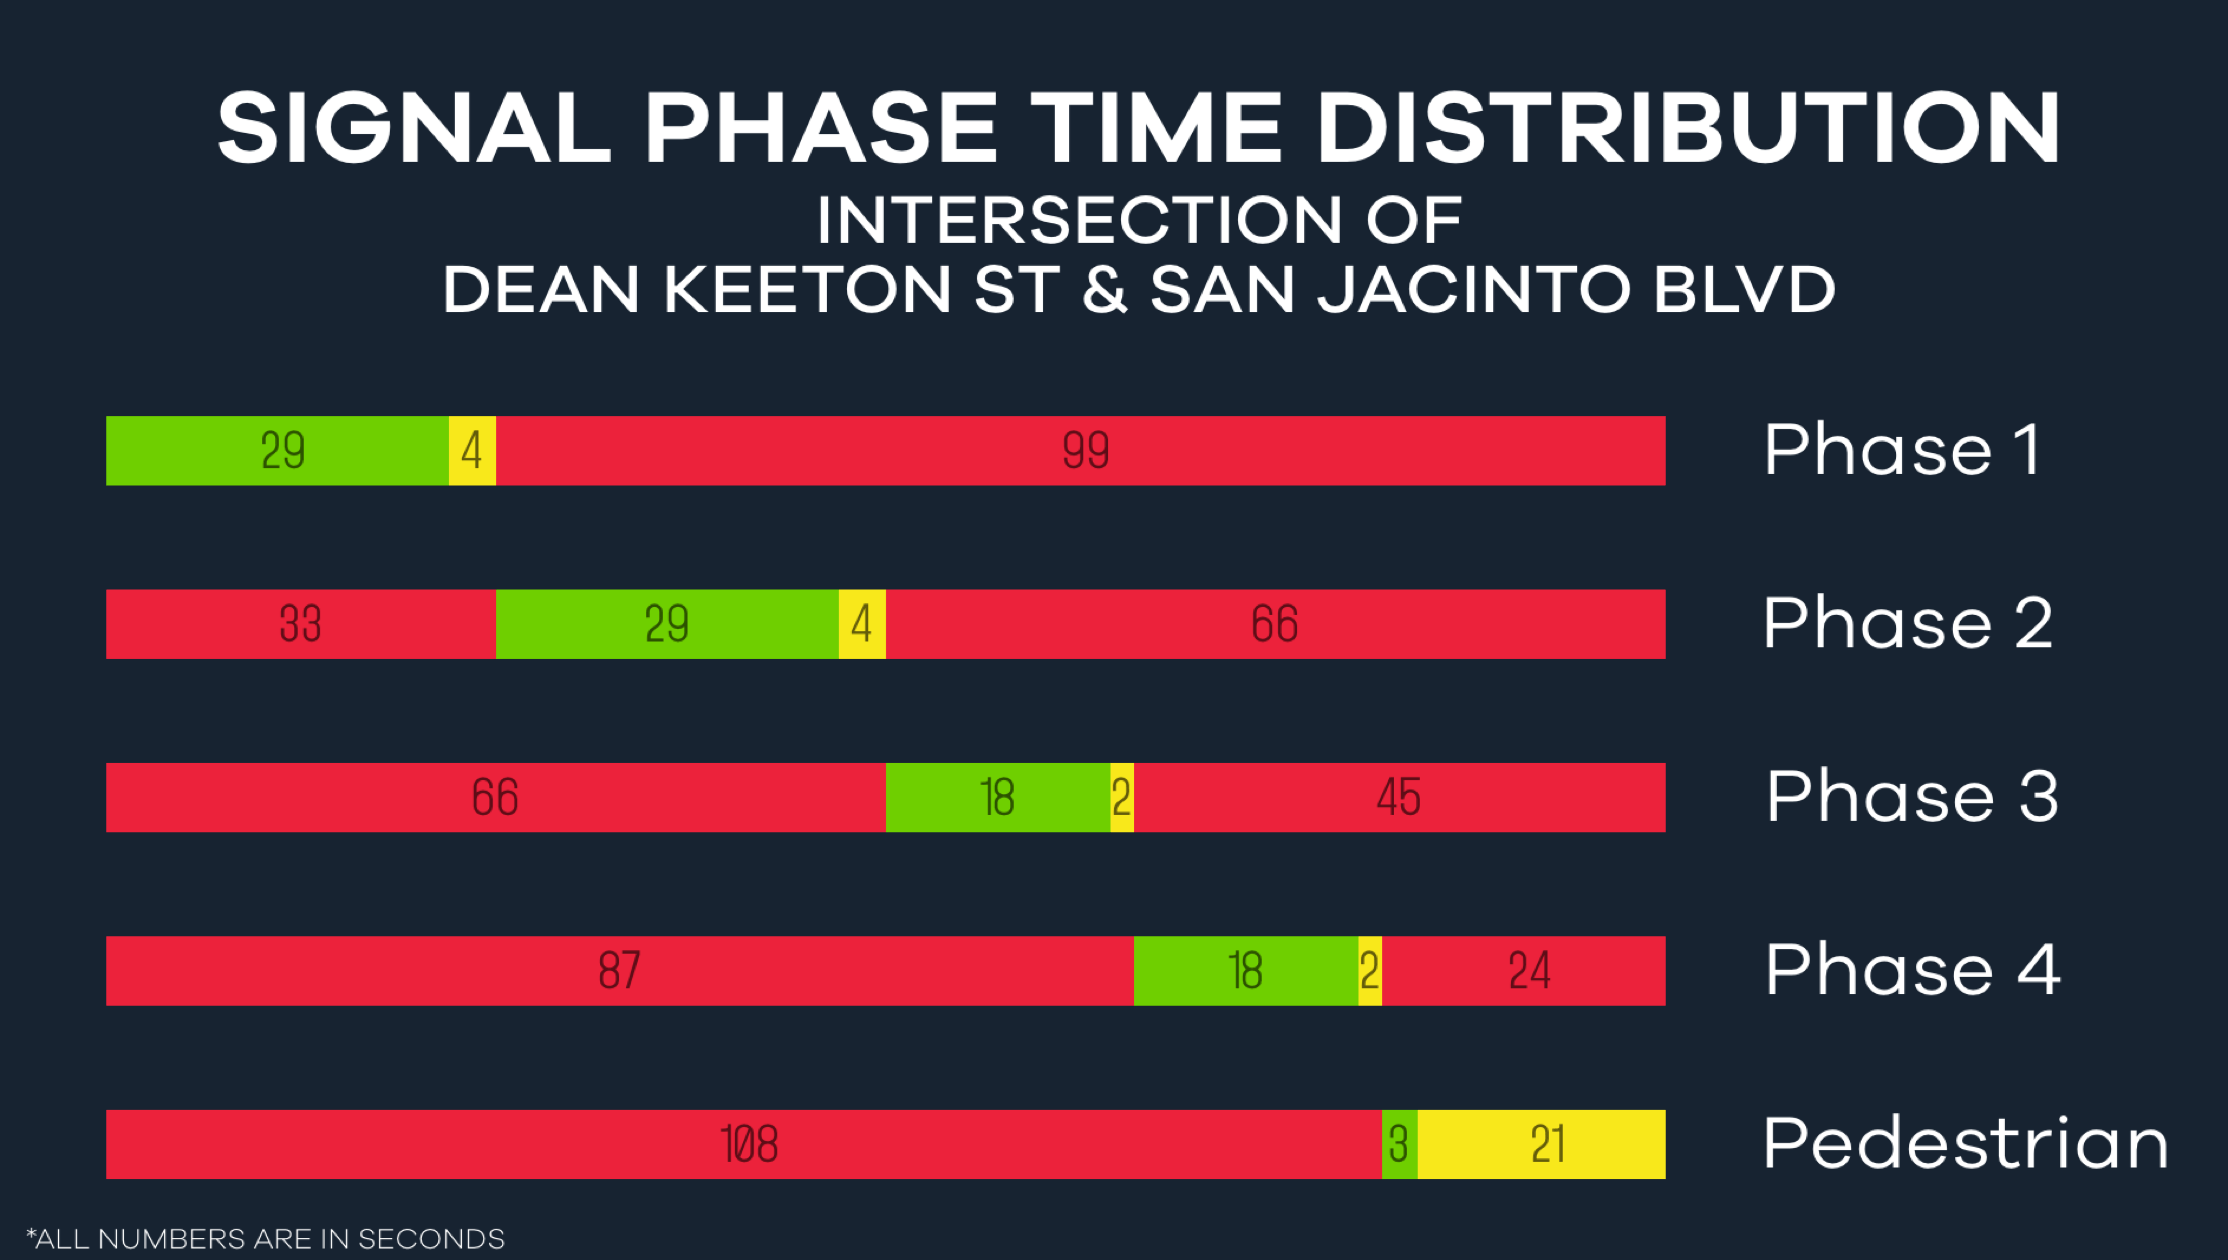 SIGNAL PHASE TIME DISTRIBUTION
INTERSECTION OF
DEAN KEETON ST & SAN JACINTO BLVD
29 4 99 Phase 1
33 29 4 66 Phase 2
66 18 2 45 Phase 3
87 18 2 24 Phase 4
108 3 21 Pedestrian
*ALL NUMBERS ARE IN SECONDS